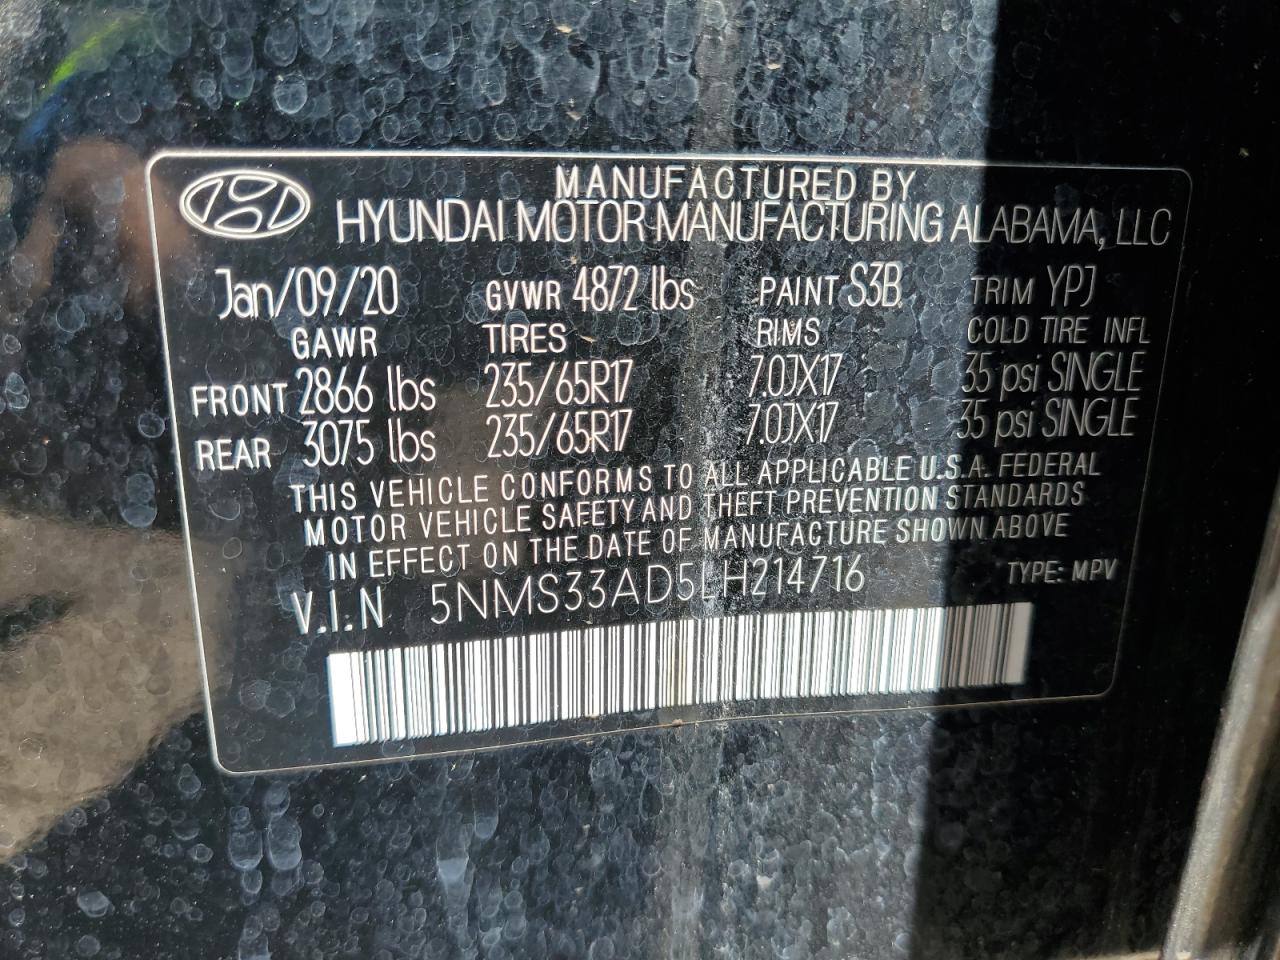 MANUFACTURED BY
HYUNDAI MOTOR MANUFACTURING ALABAMA, LLC
Jan/09/20 GVWR 4872 lbs PAINT S3B TRIM YPJ
GAWR TIRES RIMS COLD TIRE INFL
FRONT 2866 lbs 235/65R17 7.0JX17 35 psi SINGLE
REAR 3075 lbs 235/65R17 7.0JX17 35 psi SINGLE
THIS VEHICLE CONFORMS TO ALL APPLICABLE U.S.A. FEDERAL
MOTOR VEHICLE SAFETY AND THEFT PREVENTION STANDARDS
IN EFFECT ON THE DATE OF MANUFACTURE SHOWN ABOVE
V.I.N 5NMS33AD5LH214716 TYPE: MPV